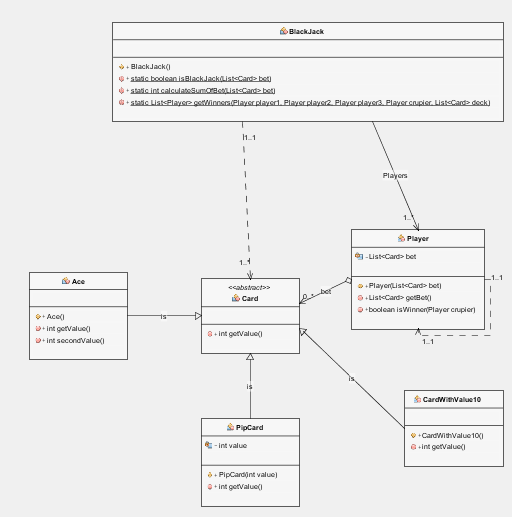 BlackJack
+ BlackJack()
+ static boolean isBlackJack(List<Card> bet)
+ static int calculateSumOfBet(List<Card> bet)
+ static List<Player> getWinners(Player player1, Player player2, Player player3, Player crupier, List<Card> deck)
1..1
Players
1..*
Player
- List<Card> bet
+ Player(List<Card> bet)
+ List<Card> getBet()
+ boolean isWinner(Player crupier)
1..1
1..1
1..1
<<abstract>>
Card
+ int getValue()
0..*
bet
Ace
+ Ace()
+ int getValue()
+ int secondValue()
is
is
is
PipCard
- int value
+ PipCard(int value)
+ int getValue()
CardWithValue10
+ CardWithValue10()
+ int getValue()